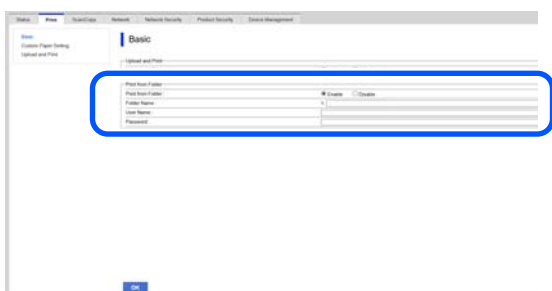 Status Print Scan/Copy Network Network Security Product Security Device Management
Basic
Custom Paper Setting
Upload and Print
Basic
Upload and Print
Print from Folder
Print from Folder : Enable Disable
Folder Name : \\
User Name :
Password :
OK